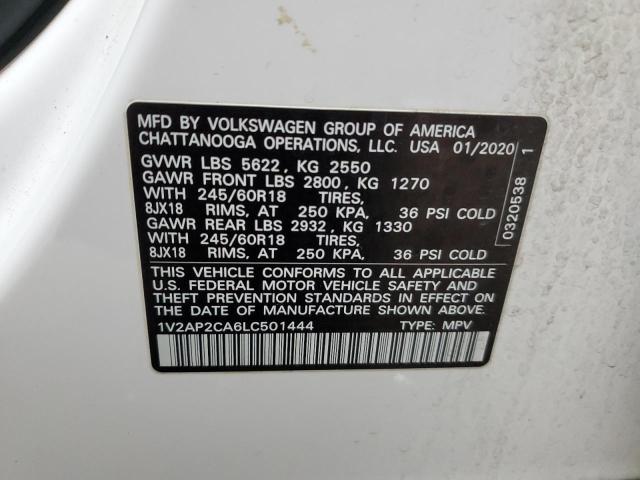 MFD BY VOLKSWAGEN GROUP OF AMERICA
CHATTANOOGA OPERATIONS, LLC. USA 01/2020
GVWR LBS 5622, KG 2550
GAWR FRONT LBS 2800, KG 1270
WITH 245/60R18 TIRES,
8JX18 RIMS, AT 250 KPA, 36 PSI COLD
GAWR REAR LBS 2932, KG 1330
WITH 245/60R18 TIRES,
8JX18 RIMS, AT 250 KPA, 36 PSI COLD
THIS VEHICLE CONFORMS TO ALL APPLICABLE
U.S. FEDERAL MOTOR VEHICLE SAFETY AND
THEFT PREVENTION STANDARDS IN EFFECT ON
THE DATE OF MANUFACTURE SHOWN ABOVE.
1V2AP2CA6LC501444 TYPE: MPV
0320538 1